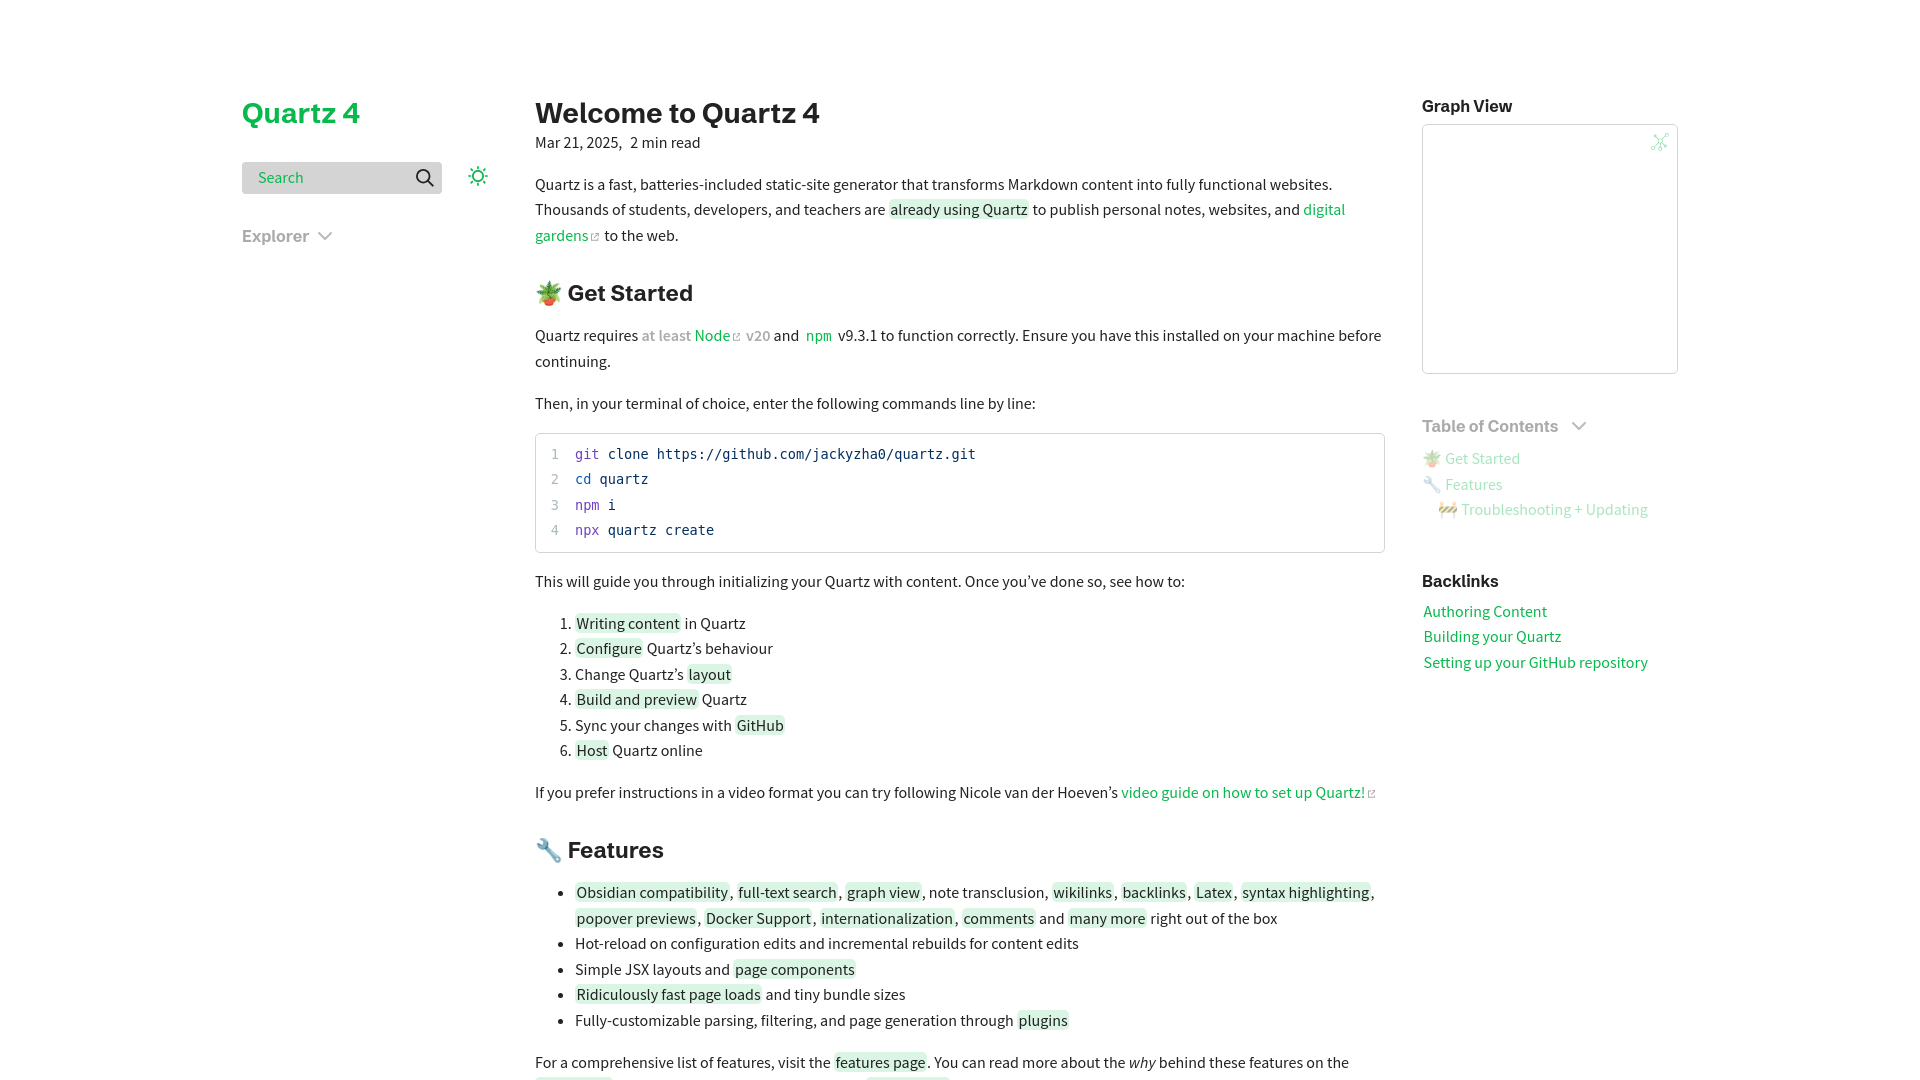 Quartz 4
Search
Explorer
Welcome to Quartz 4
Mar 21, 2025, 2 min read
Quartz is a fast, batteries-included static-site generator that transforms Markdown content into fully functional websites.
Thousands of students, developers, and teachers are already using Quartz to publish personal notes, websites, and digital
gardens to the web.
🪴 Get Started
Quartz requires at least Node v20 and npm v9.3.1 to function correctly. Ensure you have this installed on your machine before
continuing.
Then, in your terminal of choice, enter the following commands line by line:
1 git clone https://github.com/jackyzha0/quartz.git
2 cd quartz
3 npm i
4 npx quartz create
This will guide you through initializing your Quartz with content. Once you’ve done so, see how to:
1. Writing content in Quartz
2. Configure Quartz’s behaviour
3. Change Quartz’s layout
4. Build and preview Quartz
5. Sync your changes with GitHub
6. Host Quartz online
If you prefer instructions in a video format you can try following Nicole van der Hoeven’s video guide on how to set up Quartz!
🔧 Features
• Obsidian compatibility, full-text search, graph view, note transclusion, wikilinks, backlinks, Latex, syntax highlighting,
popover previews, Docker Support, internationalization, comments and many more right out of the box
• Hot-reload on configuration edits and incremental rebuilds for content edits
• Simple JSX layouts and page components
• Ridiculously fast page loads and tiny bundle sizes
• Fully-customizable parsing, filtering, and page generation through plugins
For a comprehensive list of features, visit the features page. You can read more about the why behind these features on the
Graph View
Table of Contents
🪴 Get Started
🔧 Features
🚧 Troubleshooting + Updating
Backlinks
Authoring Content
Building your Quartz
Setting up your GitHub repository